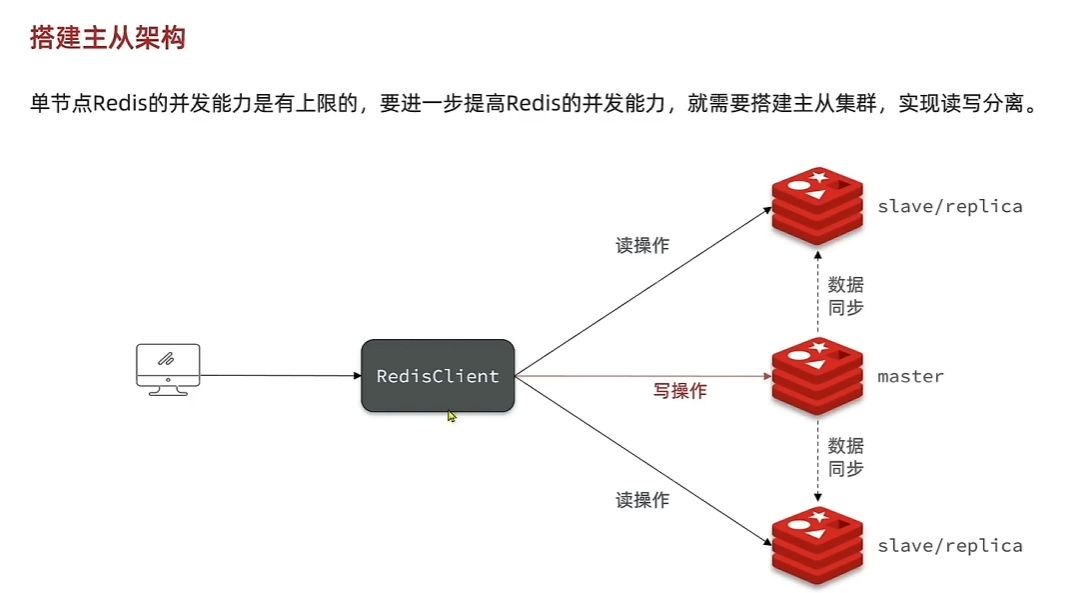 搭建主从架构
单节点Redis的并发能力是有上限的，要进一步提高Redis的并发能力，就需要搭建主从集群，实现读写分离。
slave/replica
读操作
数据
同步
RedisClient
master
写操作
数据
同步
读操作
slave/replica